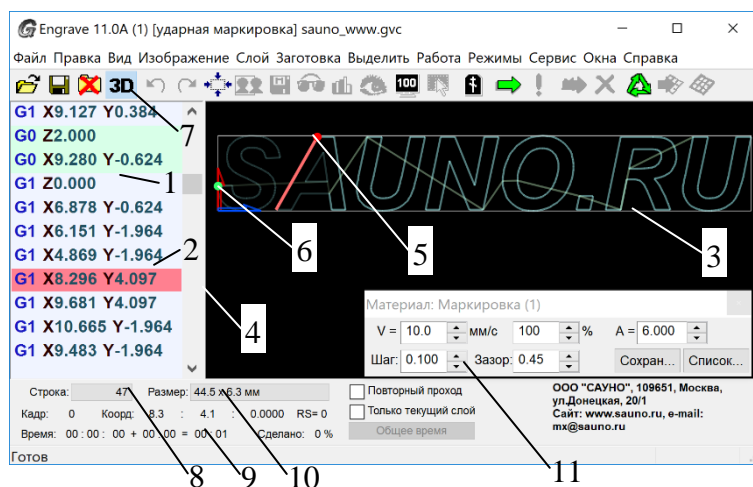 Engrave 11.0A (1) [ударная маркировка] sauno_www.gvc
Файл Правка Вид Изображение Слой Заготовка Выделить Работа Режимы Сервис Окна Справка
3D 100
G1 X9.127 Y0.384
G0 Z2.000
G0 X9.280 Y-0.624
G1 Z0.000
G1 X6.878 Y-0.624
G1 X6.151 Y-1.964
G1 X4.869 Y-1.964
G1 X8.296 Y4.097
G1 X9.681 Y4.097
G1 X10.665 Y-1.964
G1 X9.483 Y-1.964
7
1
2
4
SAUNO.RU
6
5
3
Материал: Маркировка (1)
V = 10.0 мм/с 100 % A = 6.000
Шаг: 0.100 Зазор: 0.45 Сохран... Список...
Строка: 47 Размер: 44.5 x 6.3 мм
Кадр: 0 Коорд: 8.3 : 4.1 : 0.0000 RS= 0
Время: 00 : 00 : 00 + 00 : 00 = 00 : 01 Сделано: 0 %
Повторный проход
Только текущий слой
Общее время
ООО "САУНО", 109651, Москва,
ул.Донецкая, 20/1
Сайт: www.sauno.ru, e-mail:
mx@sauno.ru
Готов
8
9
10
11